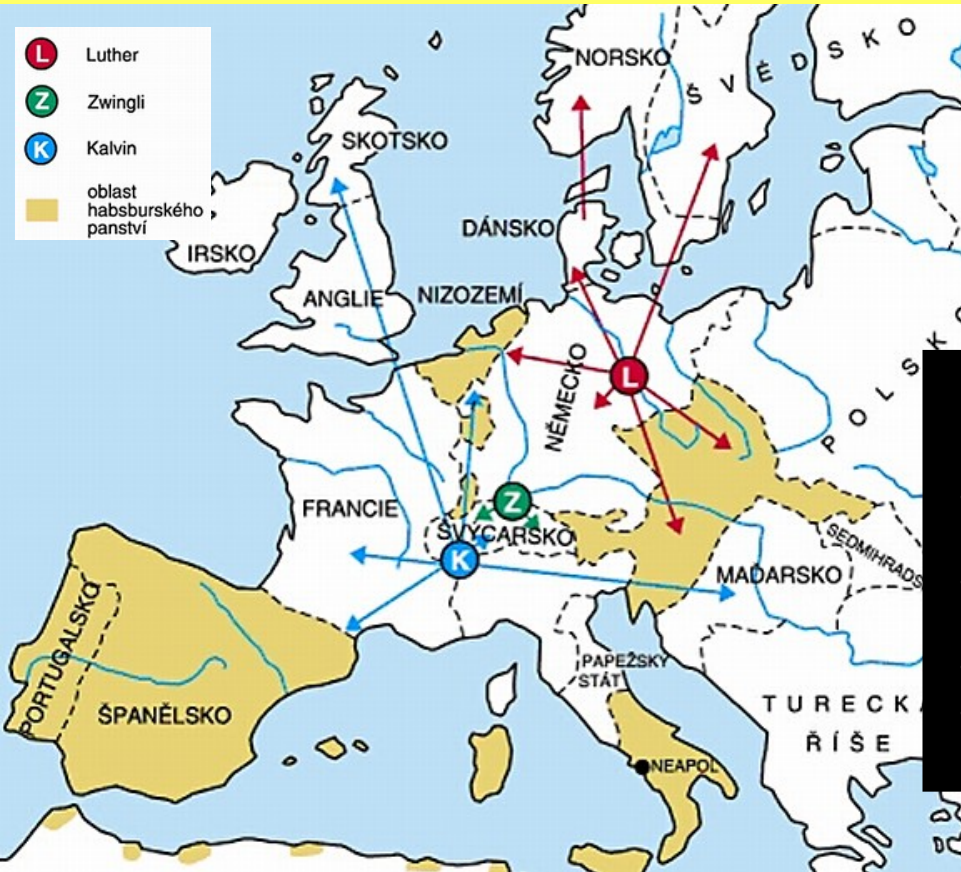 L Luther
Z Zwingli
K Kalvin
oblast
habsburského
panství
NORSKO
ŠVÉDSKO
SKOTSKO
DÁNSKO
IRSKO
ANGLIE
NIZOZEMÍ
L
NĚMECKO
POLSKO
Z
FRANCIE
ŠVÝCARSKO
K
SEDMIHRADS
MAĎARSKO
PORTUGALSKO
ŠPANĚLSKO
PAPEŽSKÝ
STÁT
TURECKÁ
ŘÍŠE
NEAPOL